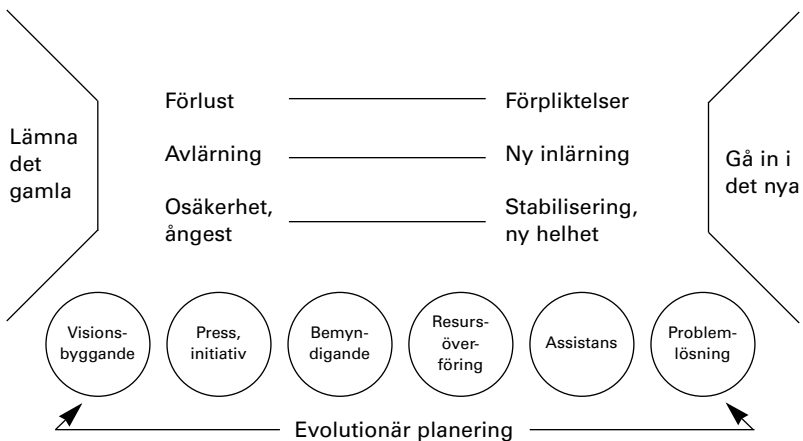 Lämna
det
gamla
Förlust
Förpliktelser
Avlärning
Ny inlärning
Osäkerhet,
ångest
Stabilisering,
ny helhet
Gå in i
det nya
Visions-
byggande
Press,
initiativ
Bemyn-
digande
Resurs-
över-
föring
Assistans
Problem-
lösning
Evolutionär planering